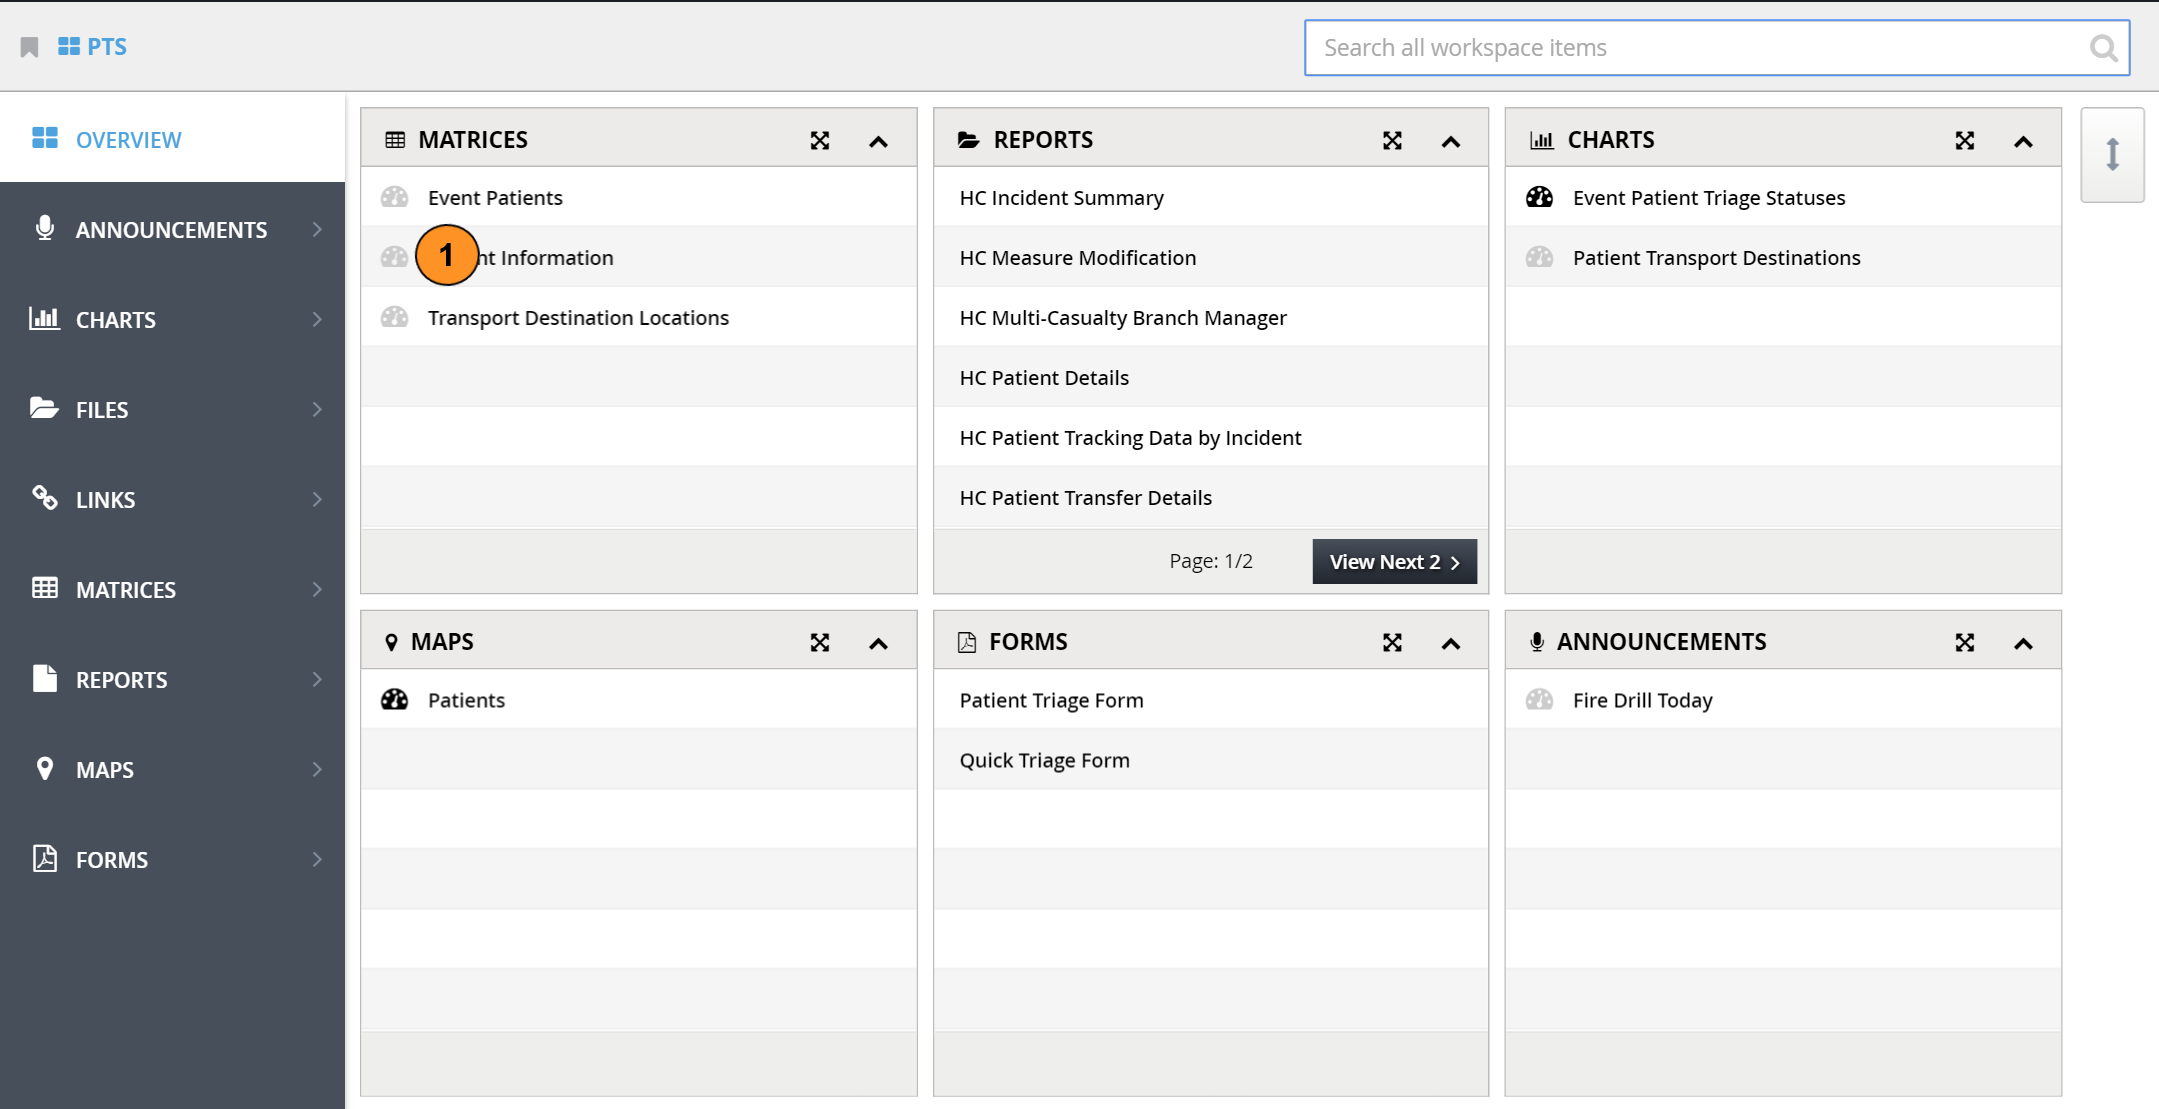 PTS
Search all workspace items
OVERVIEW
ANNOUNCEMENTS
CHARTS
FILES
LINKS
MATRICES
REPORTS
MAPS
FORMS
MATRICES
Event Patients
1 nt Information
Transport Destination Locations
REPORTS
HC Incident Summary
HC Measure Modification
HC Multi-Casualty Branch Manager
HC Patient Details
HC Patient Tracking Data by Incident
HC Patient Transfer Details
Page: 1/2
View Next 2
CHARTS
Event Patient Triage Statuses
Patient Transport Destinations
MAPS
Patients
FORMS
Patient Triage Form
Quick Triage Form
ANNOUNCEMENTS
Fire Drill Today